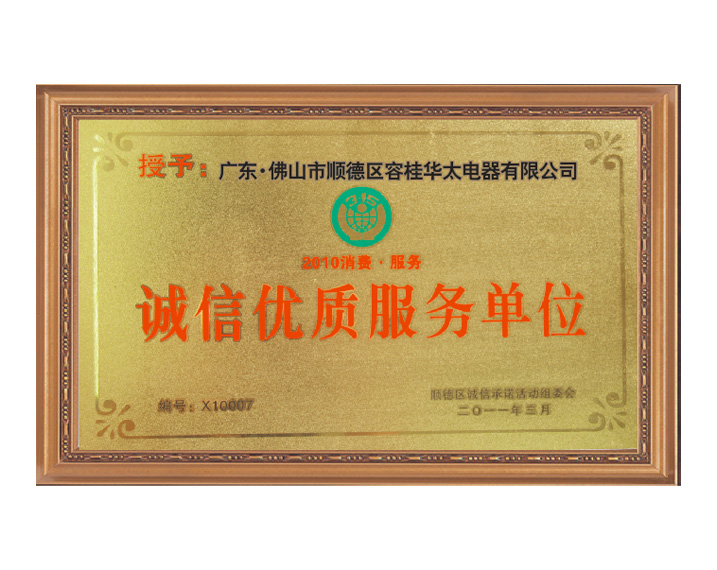 授予：广东·佛山市顺德区容桂华太电器有限公司
315
2010消费·服务
诚信优质服务单位
编号：X10007
顺德区诚信承诺活动组委会
二〇一一年三月